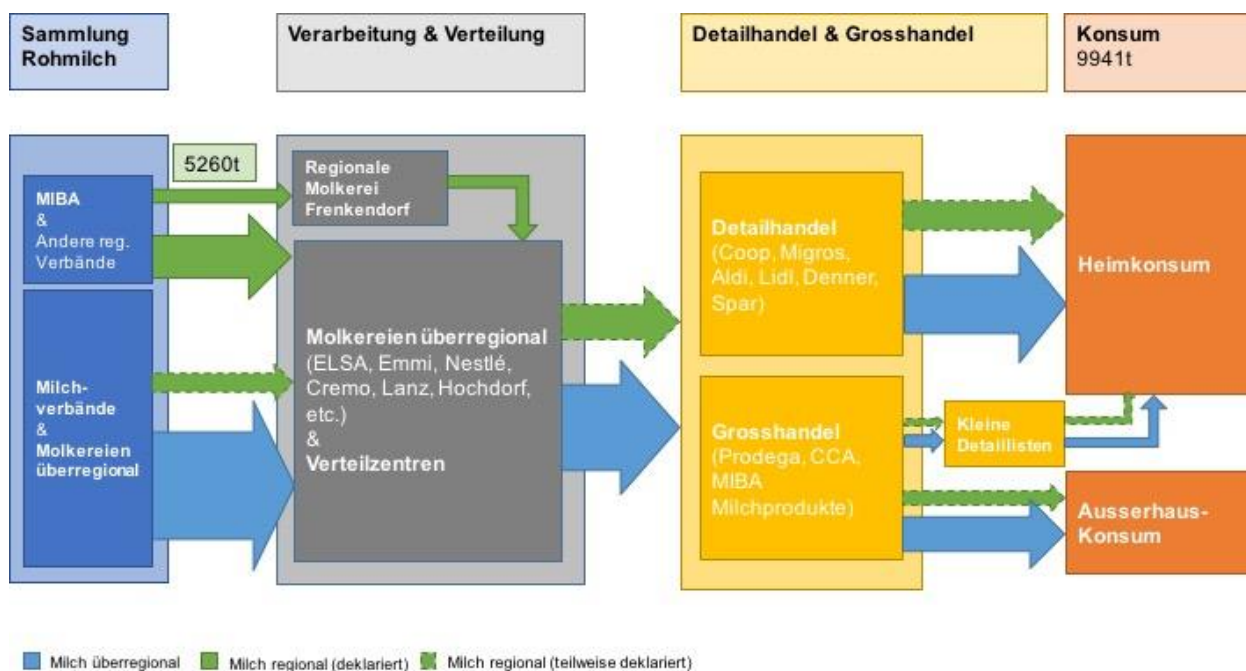 Sammlung
Rohmilch
Verarbeitung & Verteilung
Detailhandel & Grosshandel
Konsum
9941t
5260t
MIBA
&
Andere reg.
Verbände
Milch-
verbände
&
Molkereien
überregional
Regionale
Molkerei
Frenkendorf
Molkereien überregional
(ELSA, Emmi, Nestlé,
Cremo, Lanz, Hochdorf,
etc.)
&
Verteilzentren
Detailhandel
(Coop, Migros,
Aldi, Lidl, Denner,
Spar)
Grosshandel
(Prodega, CCA,
MIBA
Milchprodukte)
Kleine
Detaillisten
Heimkonsum
Ausserhaus-
Konsum
Milch überregional
Milch regional (deklariert)
Milch regional (teilweise deklariert)